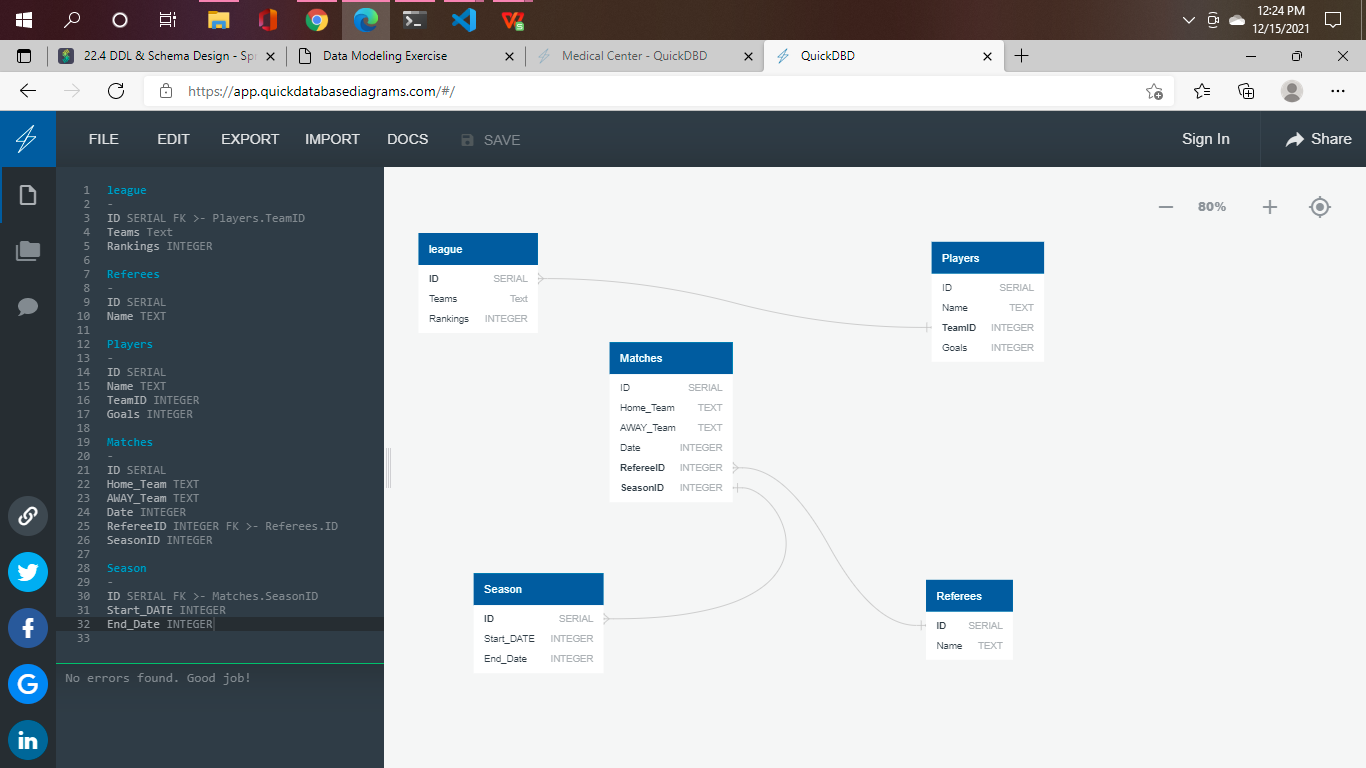 12:24 PM
12/15/2021
22.4 DDL & Schema Design - Spr
Data Modeling Exercise
Medical Center - QuickDBD
QuickDBD
https://app.quickdatabasediagrams.com/#/
FILE EDIT EXPORT IMPORT DOCS SAVE Sign In Share
1 league
2 -
3 ID SERIAL FK >- Players.TeamID
4 Teams Text
5 Rankings INTEGER
6
7 Referees
8 -
9 ID SERIAL
10 Name TEXT
11
12 Players
13 -
14 ID SERIAL
15 Name TEXT
16 TeamID INTEGER
17 Goals INTEGER
18
19 Matches
20 -
21 ID SERIAL
22 Home_Team TEXT
23 AWAY_Team TEXT
24 Date INTEGER
25 RefereeID INTEGER FK >- Referees.ID
26 SeasonID INTEGER
27
28 Season
29 -
30 ID SERIAL FK >- Matches.SeasonID
31 Start_DATE INTEGER
32 End_Date INTEGER
33
No errors found. Good job!
80%
league
ID SERIAL
Teams Text
Rankings INTEGER
Players
ID SERIAL
Name TEXT
TeamID INTEGER
Goals INTEGER
Matches
ID SERIAL
Home_Team TEXT
AWAY_Team TEXT
Date INTEGER
RefereeID INTEGER
SeasonID INTEGER
Season
ID SERIAL
Start_DATE INTEGER
End_Date INTEGER
Referees
ID SERIAL
Name TEXT